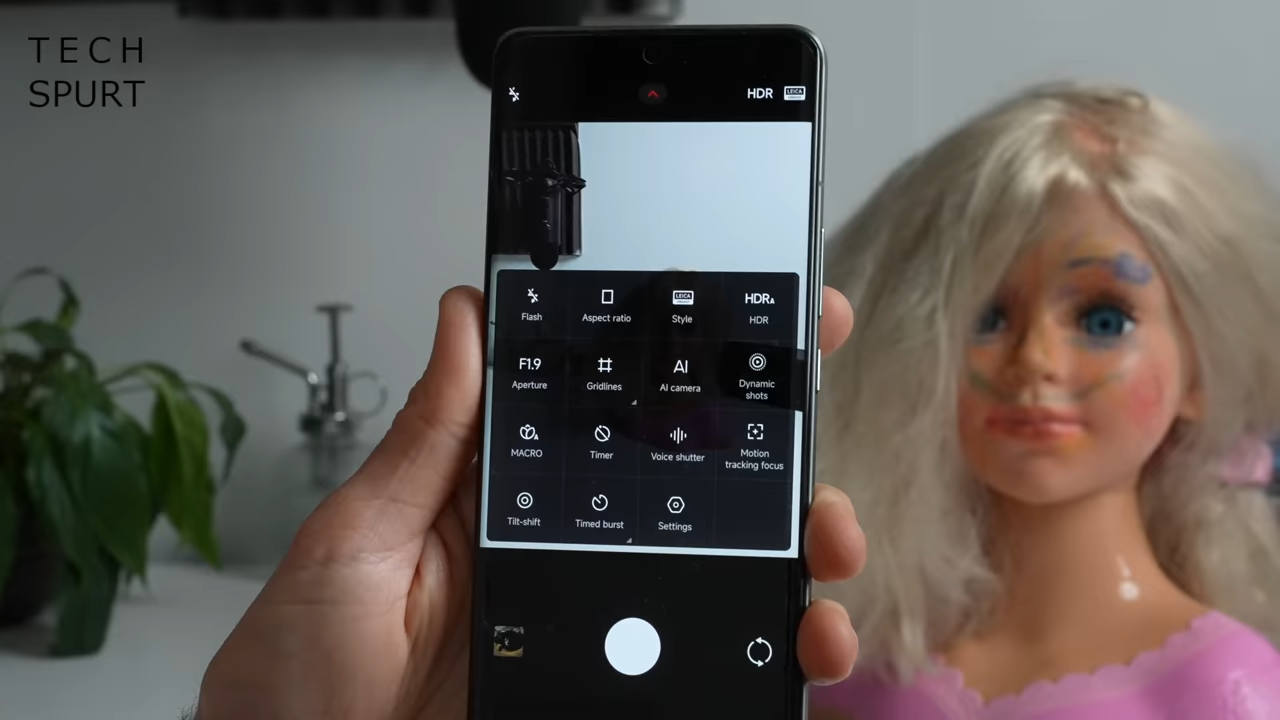 TECH
SPURT
HDR LEICA
Flash
Aspect ratio
LEICA
Style
HDRA
HDR
F1.9
Aperture
Gridlines
AI
AI camera
Dynamic
shots
A
MACRO
Timer
Voice shutter
Motion
tracking focus
Tilt-shift
Timed burst
Settings